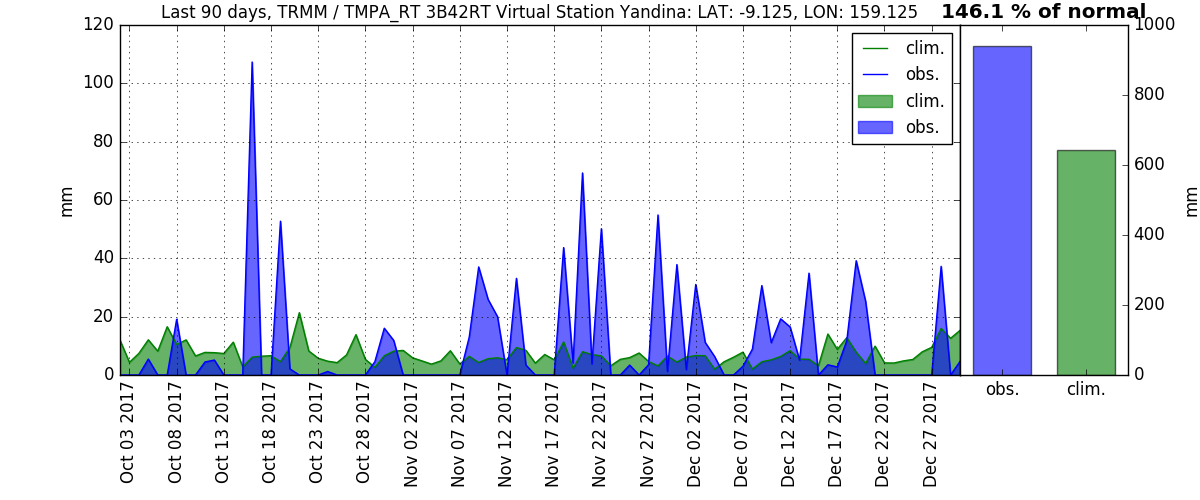 Last 90 days, TRMM / TMPA_RT 3B42RT Virtual Station Yandina: LAT: -9.125, LON: 159.125
146.1 % of normal
120
100
80
60
40
20
0
mm
clim.
obs.
clim.
obs.
Oct 03 2017
Oct 08 2017
Oct 13 2017
Oct 18 2017
Oct 23 2017
Oct 28 2017
Nov 02 2017
Nov 07 2017
Nov 12 2017
Nov 17 2017
Nov 22 2017
Nov 27 2017
Dec 02 2017
Dec 07 2017
Dec 12 2017
Dec 17 2017
Dec 22 2017
Dec 27 2017
1000
800
600
400
200
0
mm
obs.
clim.